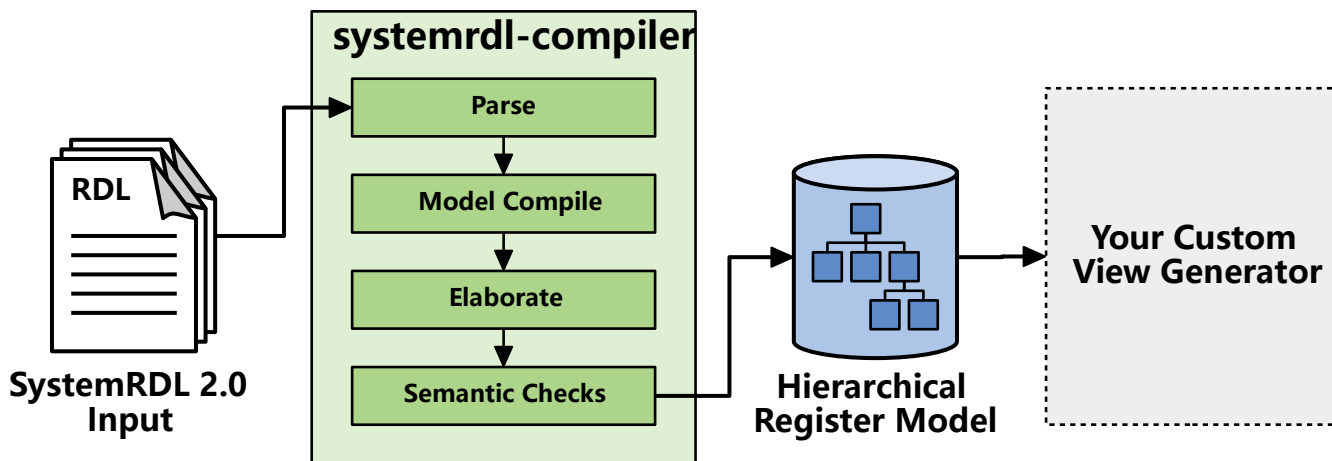 systemrdl-compiler
Parse
Model Compile
Elaborate
Semantic Checks
RDL
SystemRDL 2.0
Input
Hierarchical
Register Model
Your Custom
View Generator